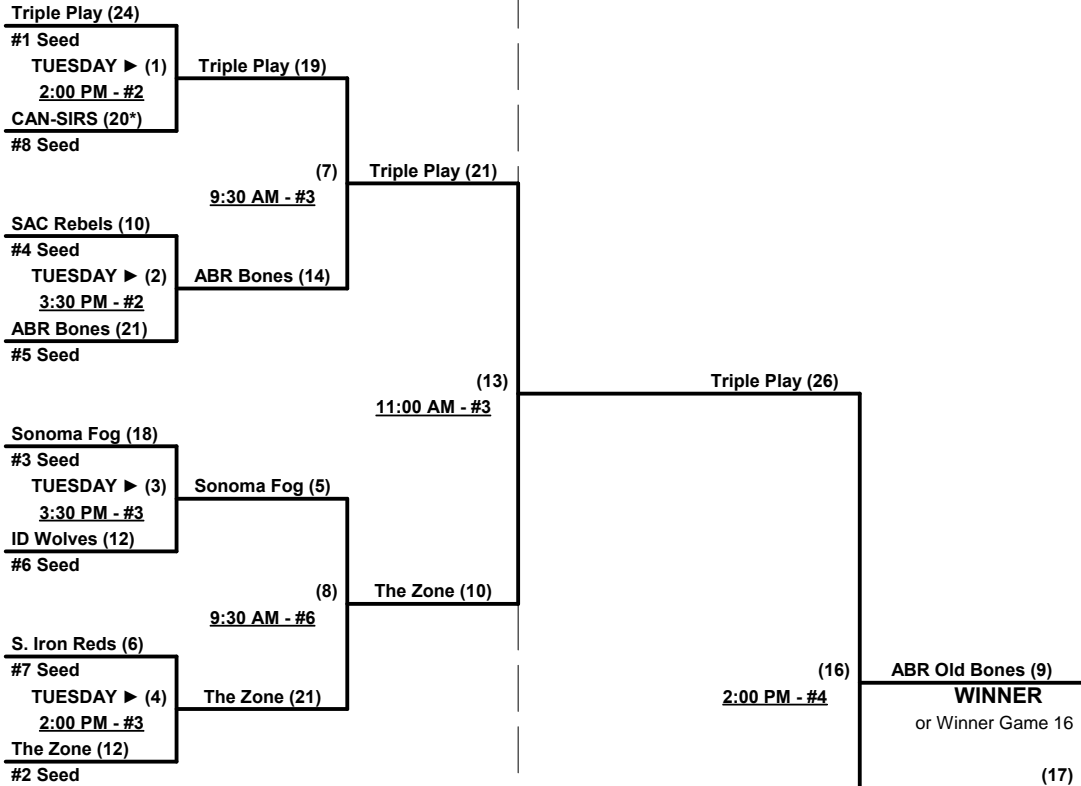 Triple Play (24)
#1 Seed
TUESDAY ► (1)
2:00 PM - #2
CAN-SIRS (20*)
#8 Seed
Triple Play (19)
(7)
9:30 AM - #3
Triple Play (21)
SAC Rebels (10)
#4 Seed
TUESDAY ► (2)
3:30 PM - #2
ABR Bones (21)
#5 Seed
ABR Bones (14)
(13)
11:00 AM - #3
Triple Play (26)
Sonoma Fog (18)
#3 Seed
TUESDAY ► (3)
3:30 PM - #3
ID Wolves (12)
#6 Seed
Sonoma Fog (5)
(8)
9:30 AM - #6
The Zone (10)
S. Iron Reds (6)
#7 Seed
TUESDAY ► (4)
2:00 PM - #3
The Zone (12)
#2 Seed
The Zone (21)
(16)
2:00 PM - #4
ABR Old Bones (9)
WINNER
or Winner Game 16
(17)